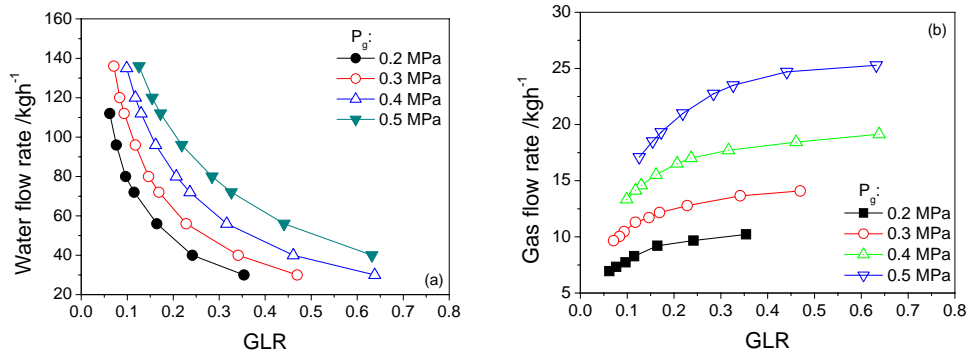 160
140
120
100
80
60
40
20
Water flow rate /kgh⁻¹
P_g:
0.2 MPa
0.3 MPa
0.4 MPa
0.5 MPa
(a)
0.0 0.1 0.2 0.3 0.4 0.5 0.6 0.7 0.8
GLR
30
25
20
15
10
5
Gas flow rate /kgh⁻¹
(b)
P_g:
0.2 MPa
0.3 MPa
0.4 MPa
0.5 MPa
0.0 0.1 0.2 0.3 0.4 0.5 0.6 0.7 0.8
GLR